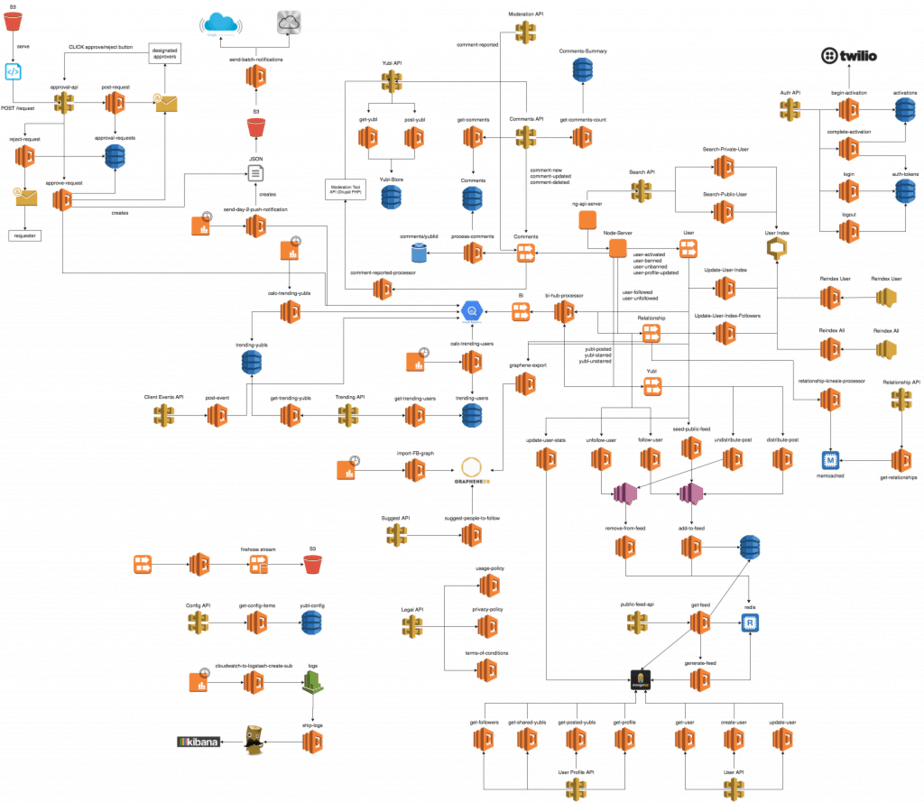 S3
serve
CLICK approve/reject button
designated
approvers
approval-api
post-request
POST /request
reject-request
approval-requests
approve-request
requester
creates
send-batch-notifications
S3
JSON
creates
send-day-2-push-notification
Moderation API
comment-reported
Yubl API
Comments-Summary
get-yubl
post-yubl
get-comments
Comments API
get-comments-count
Moderation Tool
API (Drupal PHP)
Yubl-Store
Comments
comment-new
comment-updated
comment-deleted
comments/yublId
process-comments
Comments
comment-reported-processor
twilio
Auth API
begin-activation
activations
complete-activation
login
auth-tokens
logout
Search-Private-User
Search API
Search-Public-User
ng-api-server
Node-Server
User
User Index
user-activated
user-banned
user-unbanned
user-profile-updated
Update-User-Index
user-followed
user-unfollowed
Reindex User
Reindex User
Update-User-Index-Followers
Reindex All
Reindex All
calc-trending-yubls
BI
bi-hub-processor
Relationship
yubl-posted
yubl-starred
yubl-unstarred
trending-yubls
calc-trending-users
graphene-export
Yubl
relationship-kinesis-processor
Relationship API
Client Events API
post-event
get-trending-yubls
Trending API
get-trending-users
trending-users
update-user-stats
unfollow-user
follow-user
seed-public-feed
undistribute-post
distribute-post
memcached
get-relationships
import-FB-graph
GRAPHENEDB
Suggest API
suggest-people-to-follow
remove-from-feed
add-to-feed
firehose stream
S3
usage-policy
Config API
get-config-items
yubl-config
Legal API
privacy-policy
public-feed-api
get-feed
redis
terms-of-conditions
generate-feed
cloudwatch-to-logstash-create-sub
logs
ship-logs
kibana
get-followers
get-shared-yubls
get-posted-yubls
get-profile
get-user
create-user
update-user
User Profile API
User API